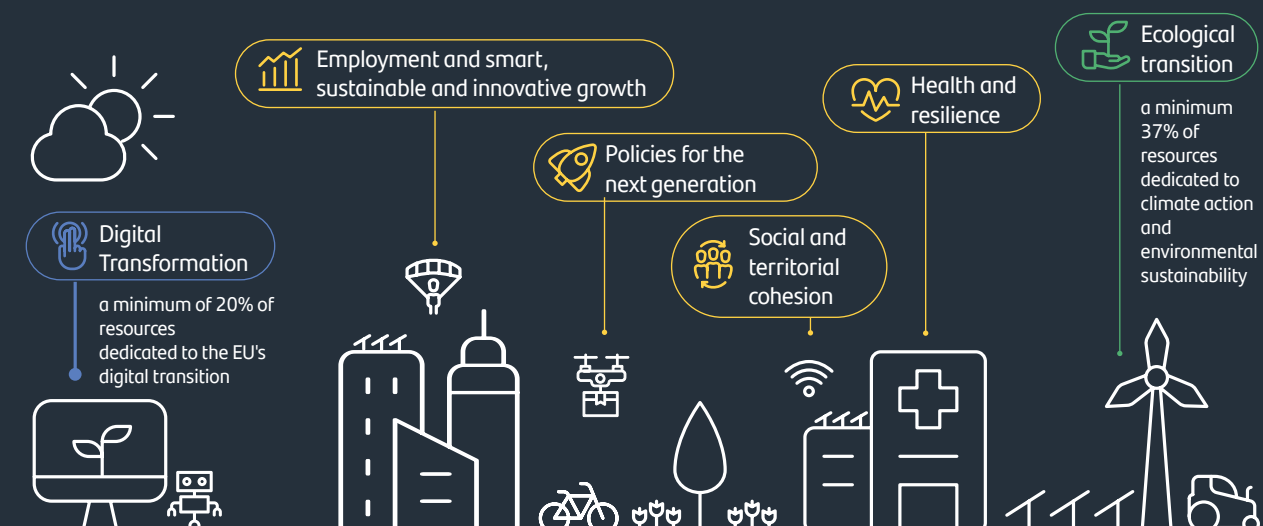 Digital
Transformation
a minimum of 20% of
resources
dedicated to the EU's
digital transition
Employment and smart,
sustainable and innovative growth
Policies for the
next generation
Social and
territorial
cohesion
Health and
resilience
Ecological
transition
a minimum
37% of
resources
dedicated to
climate action
and
environmental
sustainability